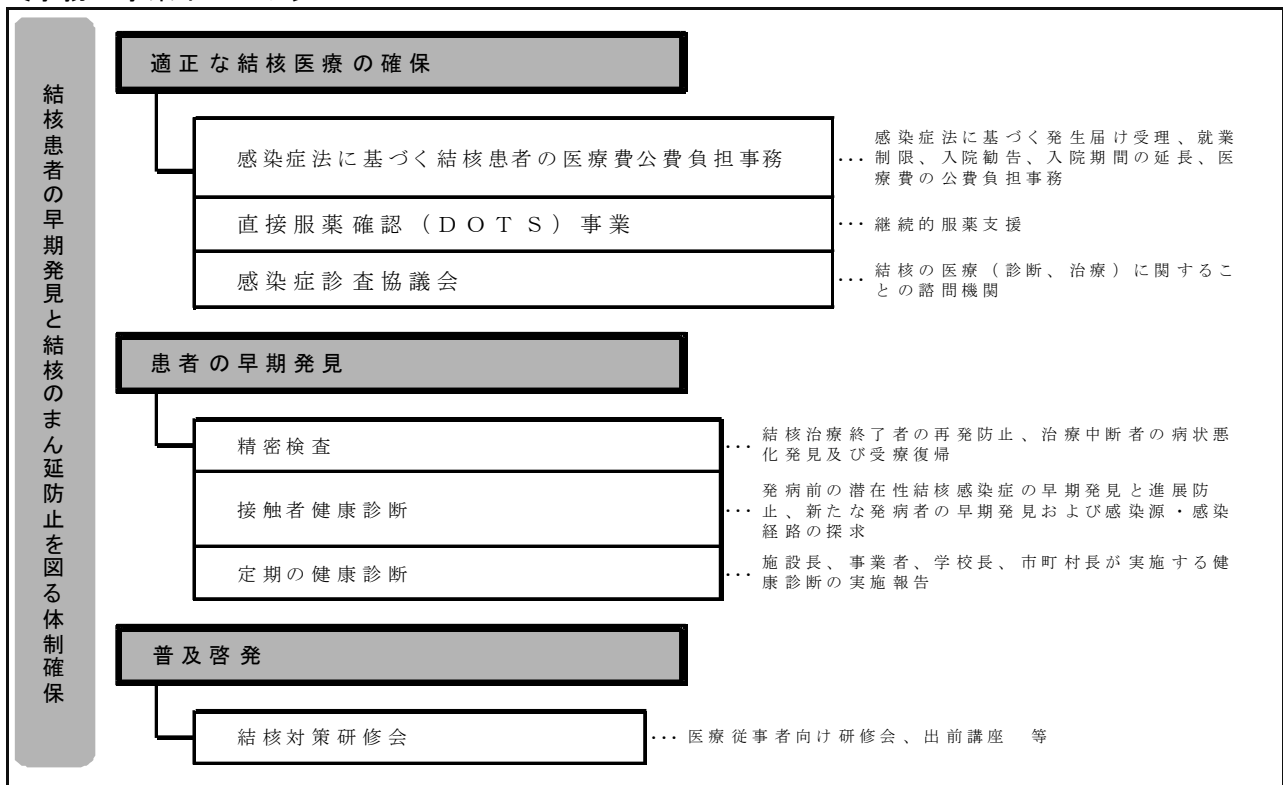 結核患者の早期発見と結核のまん延防止を図る体制確保
適正な結核医療の確保
感染症法に基づく結核患者の医療費公費負担事務
･･･
感染症法に基づく発生届け受理、就業
制限、入院勧告、入院期間の延長、医
療費の公費負担事務
直接服薬確認（ＤＯＴＳ）事業
･･･ 継続的服薬支援
感染症診査協議会
･･･
結核の医療（診断、治療）に関するこ
との諮問機関
患者の早期発見
精密検査
･･･
結核治療終了者の再発防止、治療中断者の病状悪
化発見及び受療復帰
接触者健康診断
･･･
発病前の潜在性結核感染症の早期発見と進展防
止、新たな発病者の早期発見および感染源・感染
経路の探求
定期の健康診断
･･･
施設長、事業者、学校長、市町村長が実施する健
康診断の実施報告
普及啓発
結核対策研修会
･･･ 医療従事者向け研修会、出前講座　等